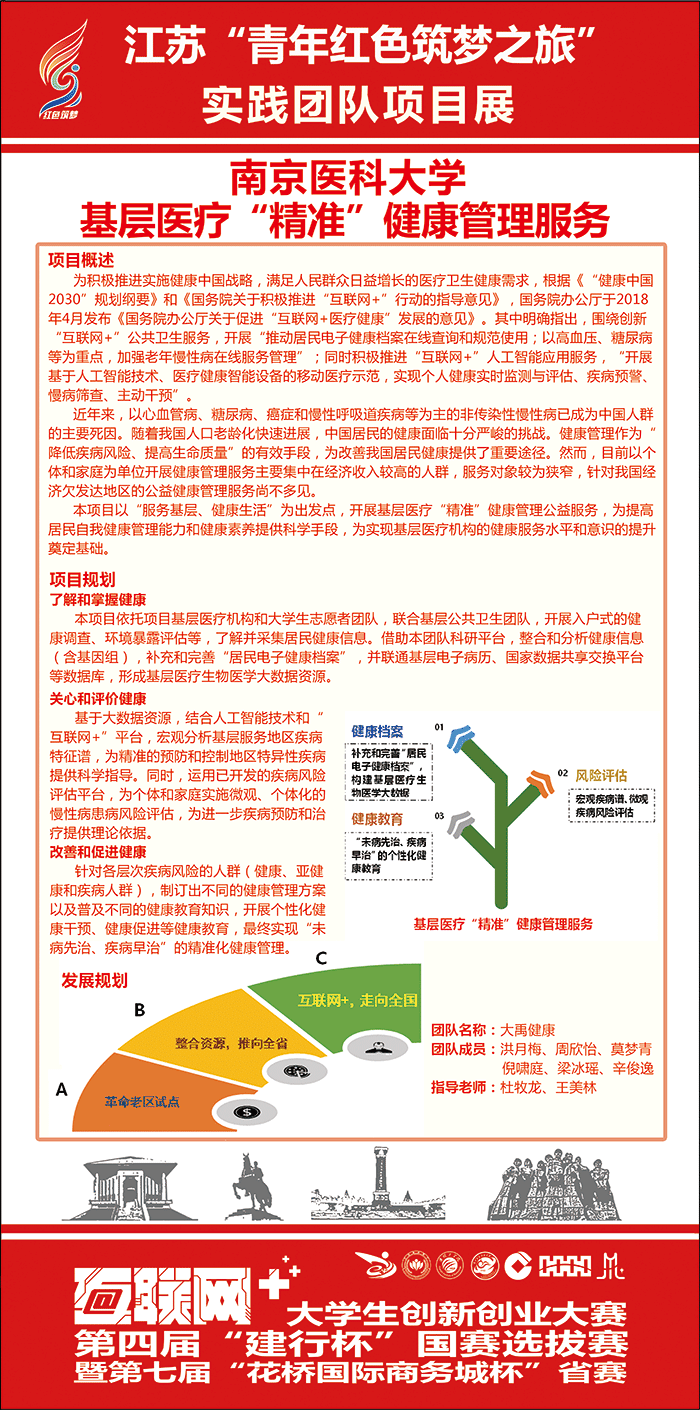 江苏“青年红色筑梦之旅”
实践团队项目展
红色筑梦
南京医科大学
基层医疗“精准”健康管理服务
项目概述
为积极推进实施健康中国战略，满足人民群众日益增长的医疗卫生健康需求，根据《“健康中国
2030”规划纲要》和《国务院关于积极推进“互联网+”行动的指导意见》，国务院办公厅于2018
年4月发布《国务院办公厅关于促进“互联网+医疗健康”发展的意见》。其中明确指出，围绕创新
“互联网+”公共卫生服务，开展“推动居民电子健康档案在线查询和规范使用；以高血压、糖尿病
等为重点，加强老年慢性病在线服务管理”；同时积极推进“互联网+”人工智能应用服务，“开展
基于人工智能技术、医疗健康智能设备的移动医疗示范，实现个人健康实时监测与评估、疾病预警、
慢病筛查、主动干预”。
近年来，以心血管病、糖尿病、癌症和慢性呼吸道疾病等为主的非传染性慢性病已成为中国人群
的主要死因。随着我国人口老龄化快速进展，中国居民的健康面临十分严峻的挑战。健康管理作为“
降低疾病风险、提高生命质量”的有效手段，为改善我国居民健康提供了重要途径。然而，目前以个
体和家庭为单位开展健康管理服务主要集中在经济收入较高的人群，服务对象较为狭窄，针对我国经
济欠发达地区的公益健康管理服务尚不多见。
本项目以“服务基层、健康生活”为出发点，开展基层医疗“精准”健康管理公益服务，为提高
居民自我健康管理能力和健康素养提供科学手段，为实现基层医疗机构的健康服务水平和意识的提升
奠定基础。
项目规划
了解和掌握健康
本项目依托项目基层医疗机构和大学生志愿者团队，联合基层公共卫生团队，开展入户式的健
康调查、环境暴露评估等，了解并采集居民健康信息。借助本团队科研平台，整合和分析健康信息
（含基因组），补充和完善“居民电子健康档案”，并联通基层电子病历、国家数据共享交换平台
等数据库，形成基层医疗生物医学大数据资源。
关心和评价健康
基于大数据资源，结合人工智能技术和“
互联网+”平台，宏观分析基层服务地区疾病
特征谱，为精准的预防和控制地区特异性疾病
提供科学指导。同时，运用已开发的疾病风险
评估平台，为个体和家庭实施微观、个体化的
慢性病患病风险评估，为进一步疾病预防和治
疗提供理论依据。
改善和促进健康
针对各层次疾病风险的人群（健康、亚健
康和疾病人群），制订出不同的健康管理方案
以及普及不同的健康教育知识，开展个性化健
康干预、健康促进等健康教育，最终实现“未
病先治、疾病早治”的精准化健康管理。
健康档案
01
补充和完善“居民
电子健康档案”，
构建基层医疗生
物医学大数据
02
风险评估
宏观疾病谱、微观
疾病风险评估
健康教育
03
“未病先治、疾病
早治”的个性化健
康教育
基层医疗“精准”健康管理服务
发展规划
A
革命老区试点
B
整合资源，推向全省
C
互联网+，走向全国
团队名称：大禹健康
团队成员：洪月梅、周欣怡、莫梦青
倪啸庭、梁冰瑶、辛俊逸
指导老师：杜牧龙、王美林
互联网++
大学生创新创业大赛
第四届“建行杯”国赛选拔赛
暨第七届“花桥国际商务城杯”省赛